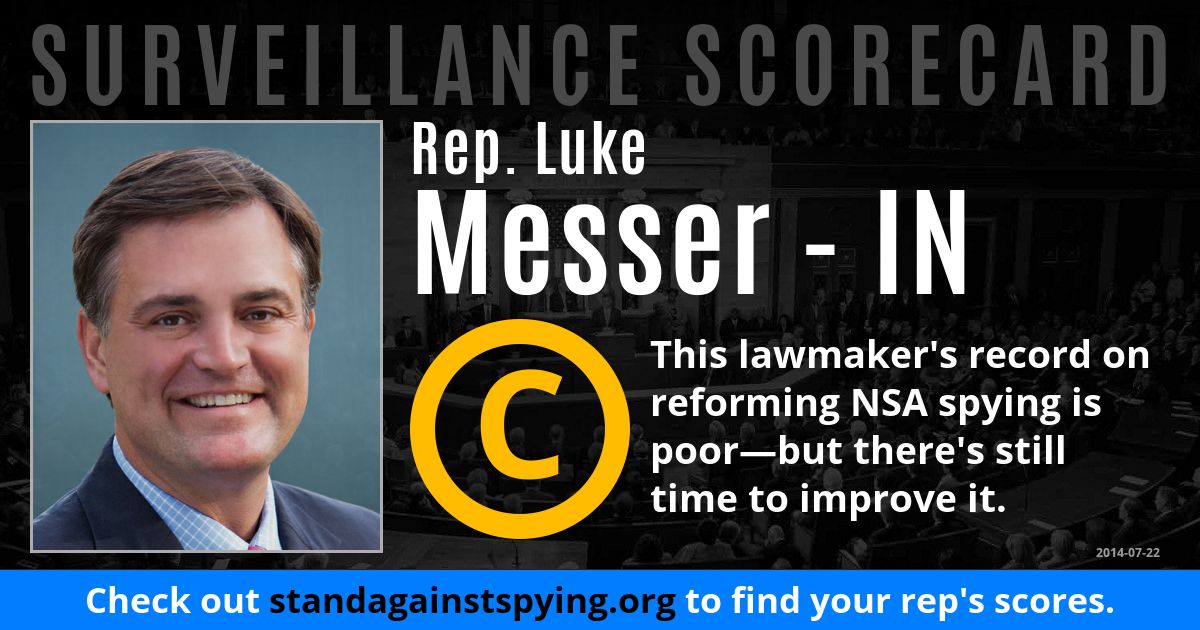 SURVEILLANCE SCORECARD
Rep. Luke
Messer - IN
C
This lawmaker's record on
reforming NSA spying is
poor—but there's still
time to improve it.
2014-07-22
Check out standagainstspying.org to find your rep's scores.